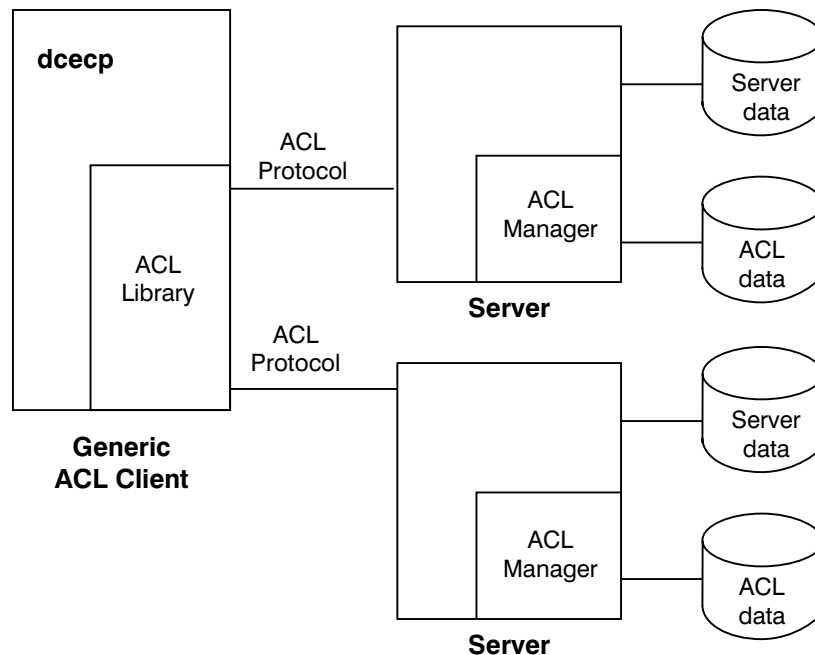 dcecp
ACL
Library
Generic
ACL Client
ACL
Protocol
ACL
Protocol
ACL
Manager
Server
Server
data
ACL
data
ACL
Manager
Server
Server
data
ACL
data